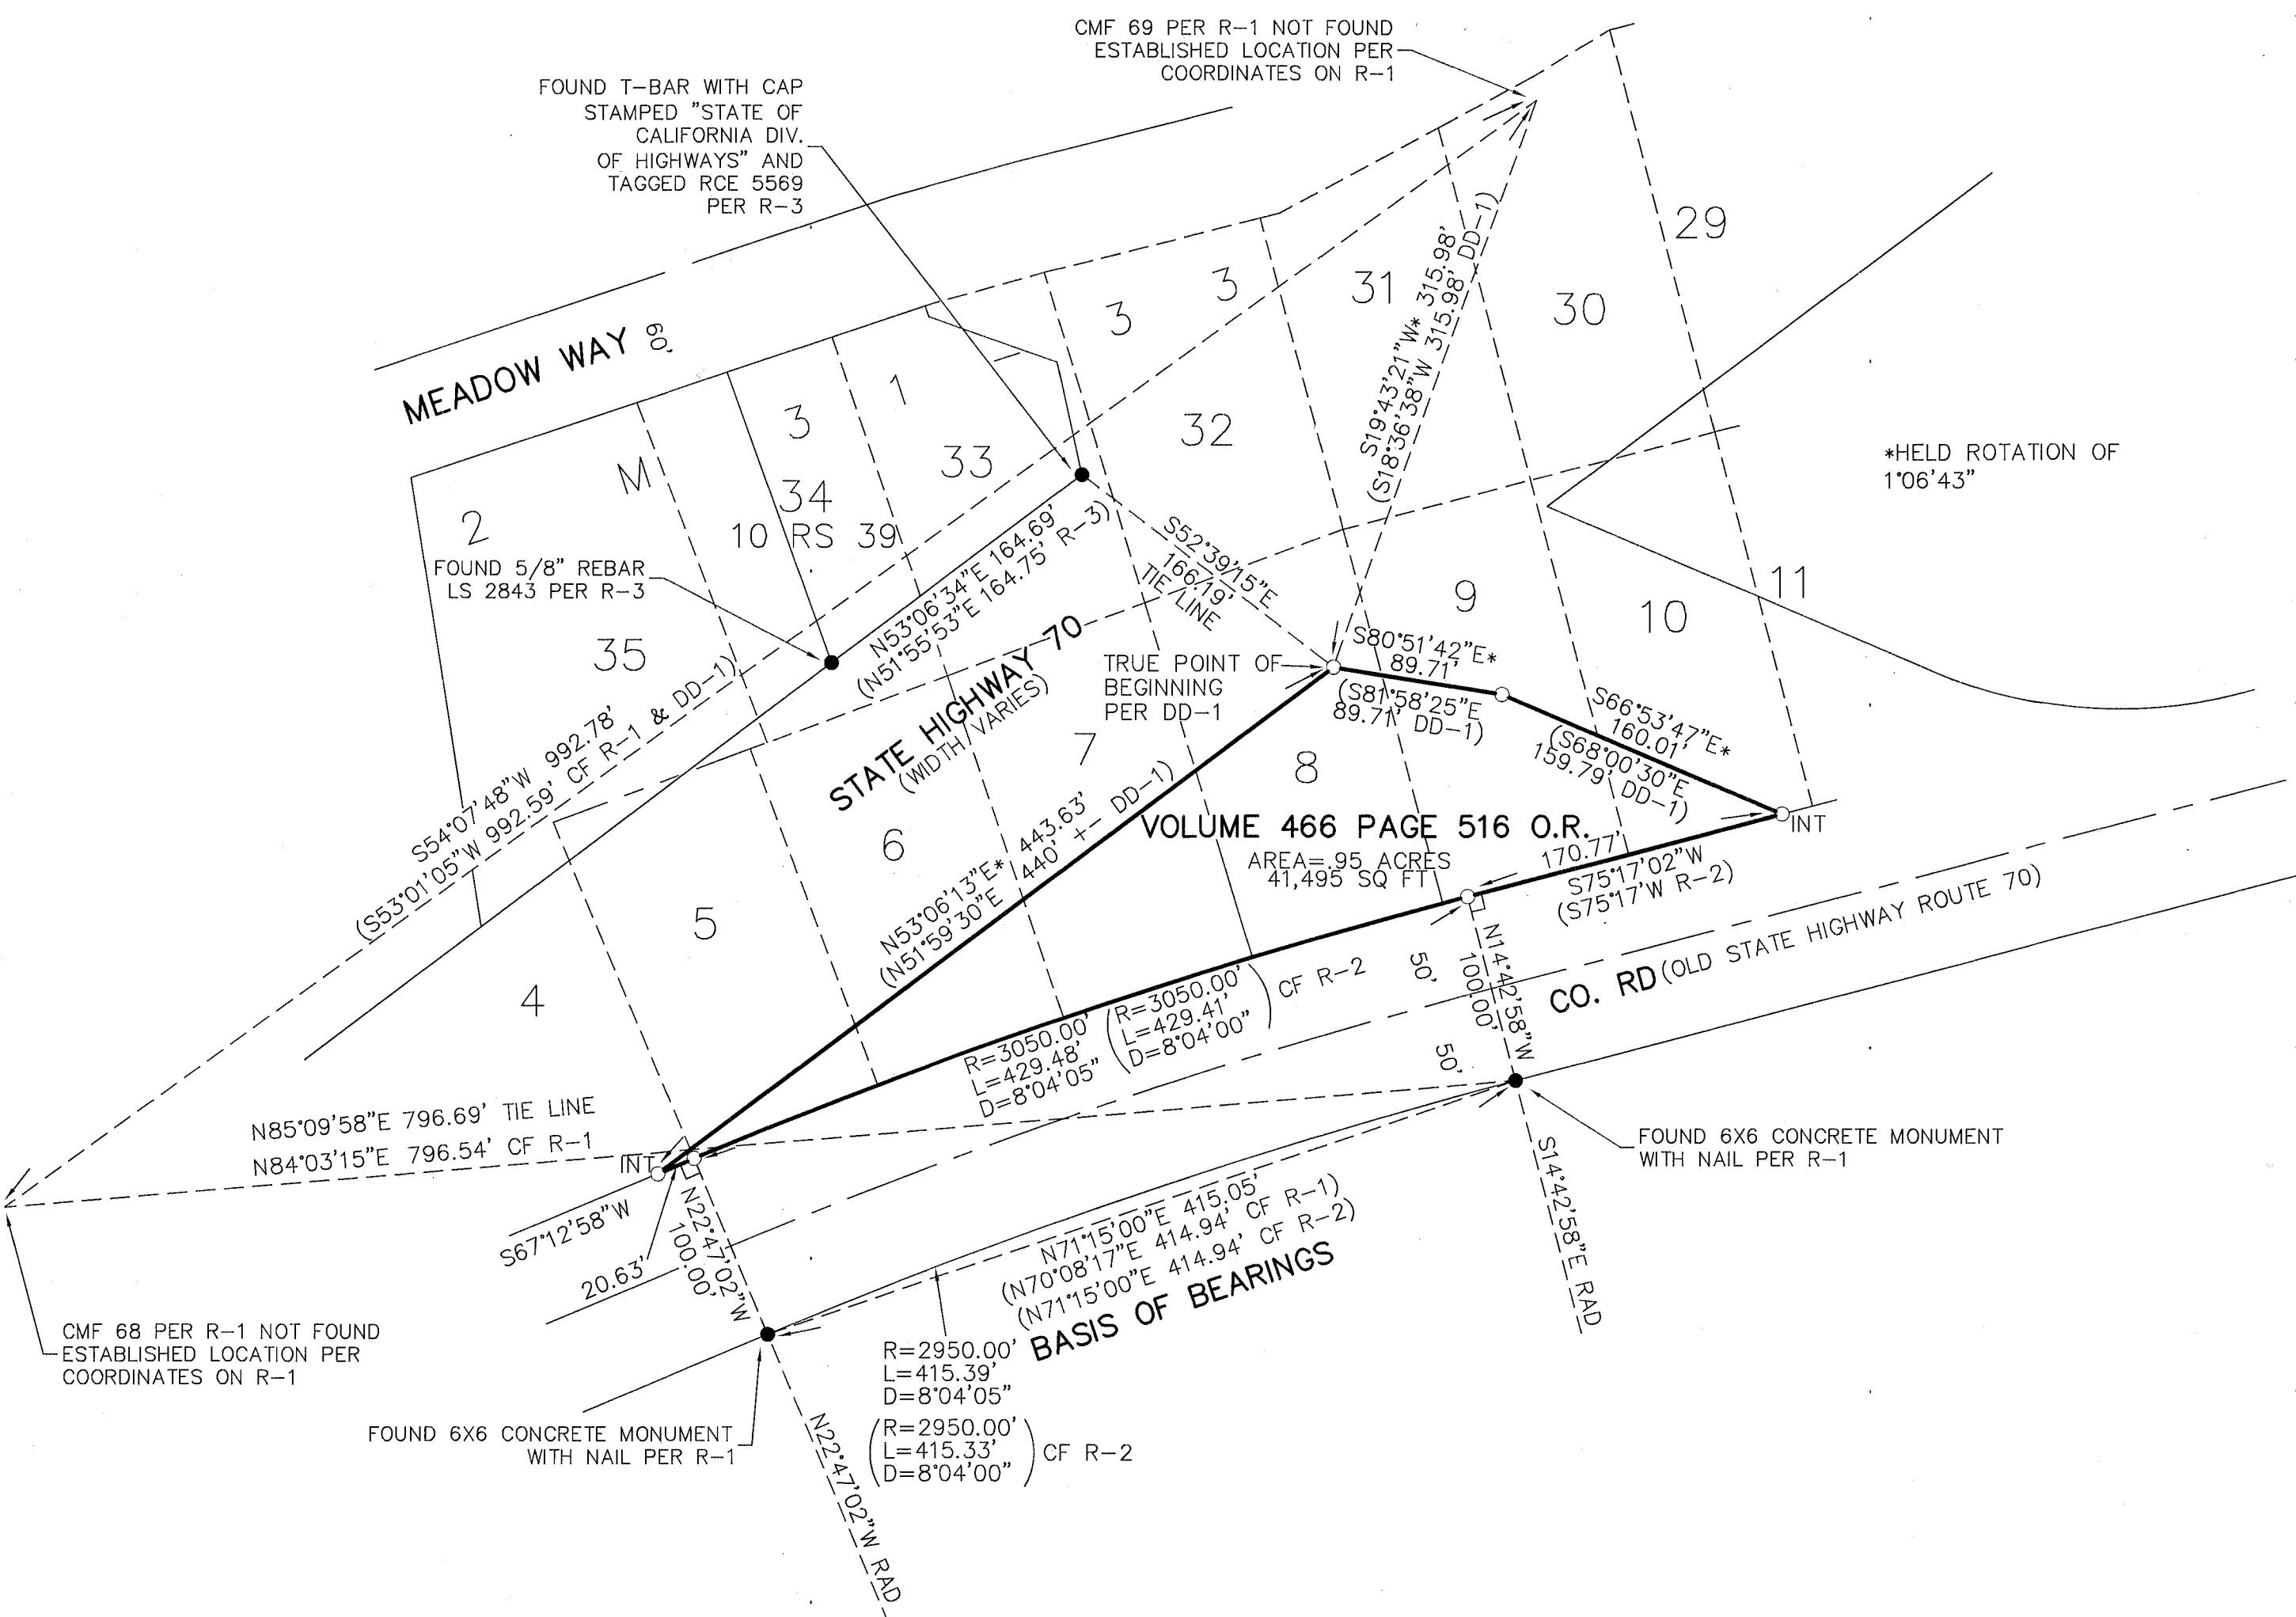 CMF 69 PER R-1 NOT FOUND
ESTABLISHED LOCATION PER
COORDINATES ON R-1
FOUND T-BAR WITH CAP
STAMPED "STATE OF
CALIFORNIA DIV.
OF HIGHWAYS" AND
TAGGED RCE 5569
PER R-3
MEADOW WAY 60'
29
30
31
3
3
32
1
33
3
34
10 RS 39
M
2
35
S19°43'21"W* 315.98'
(S18°36'38"W 315.98' DD-1)
*HELD ROTATION OF
1°06'43"
FOUND 5/8" REBAR
LS 2843 PER R-3
N53°06'34"E 164.69'
(N51°55'53"E 164.75' R-3)
S52°39'15"E
166.19'
TIE LINE
9
10
11
STATE HIGHWAY 70
(WIDTH VARIES)
TRUE POINT OF
BEGINNING
PER DD-1
S80°51'42"E*
89.71'
(S81°58'25"E
89.71' DD-1)
S66°53'47"E*
160.01'
(S68°00'30"E
159.79' DD-1)
INT
S54°07'48"W 992.78'
(S53°01'05"W 992.59' CF R-1 & DD-1)
7
8
6
5
4
VOLUME 466 PAGE 516 O.R.
AREA=.95 ACRES
41,495 SQ FT
170.77'
S75°17'02"W
(S75°17'W R-2)
N53°06'13"E* 443.63'
(N51°59'30"E 440' +- DD-1)
R=3050.00'
L=429.48'
D=8°04'05"
(R=3050.00'
L=429.41'
D=8°04'00") CF R-2
50'
50'
N14°42'58"W
100.00'
CO. RD (OLD STATE HIGHWAY ROUTE 70)
N85°09'58"E 796.69' TIE LINE
N84°03'15"E 796.54' CF R-1
INT
S67°12'58"W
20.63'
N22°47'02"W
100.00'
FOUND 6X6 CONCRETE MONUMENT
WITH NAIL PER R-1
S14°42'58"E RAD
N71°15'00"E 415.05'
(N70°08'17"E 414.94' CF R-1)
(N71°15'00"E 414.94' CF R-2)
BASIS OF BEARINGS
R=2950.00'
L=415.39'
D=8°04'05"
(R=2950.00'
L=415.33'
D=8°04'00") CF R-2
CMF 68 PER R-1 NOT FOUND
ESTABLISHED LOCATION PER
COORDINATES ON R-1
FOUND 6X6 CONCRETE MONUMENT
WITH NAIL PER R-1
N22°47'02"W RAD